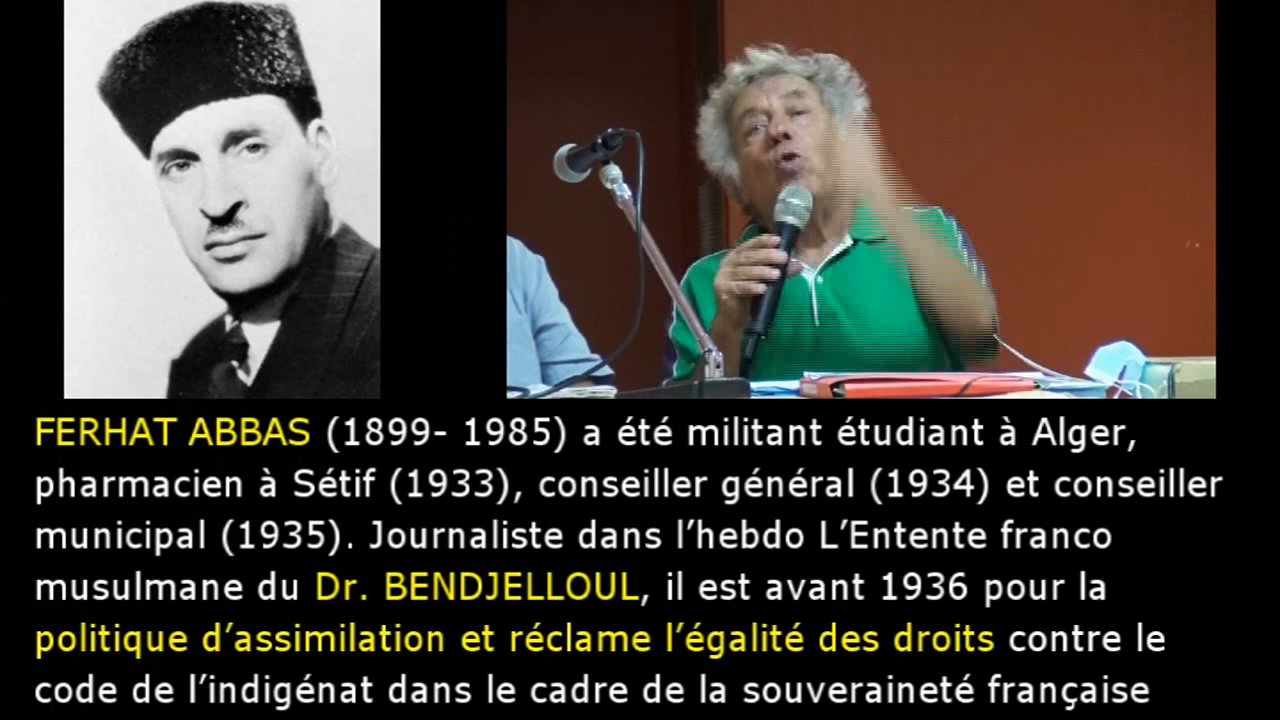 FERHAT ABBAS (1899- 1985) a été militant étudiant à Alger,
pharmacien à Sétif (1933), conseiller général (1934) et conseiller
municipal (1935). Journaliste dans l’hebdo L’Entente franco
musulmane du Dr. BENDJELLOUL, il est avant 1936 pour la
politique d’assimilation et réclame l’égalité des droits contre le
code de l’indigénat dans le cadre de la souveraineté française